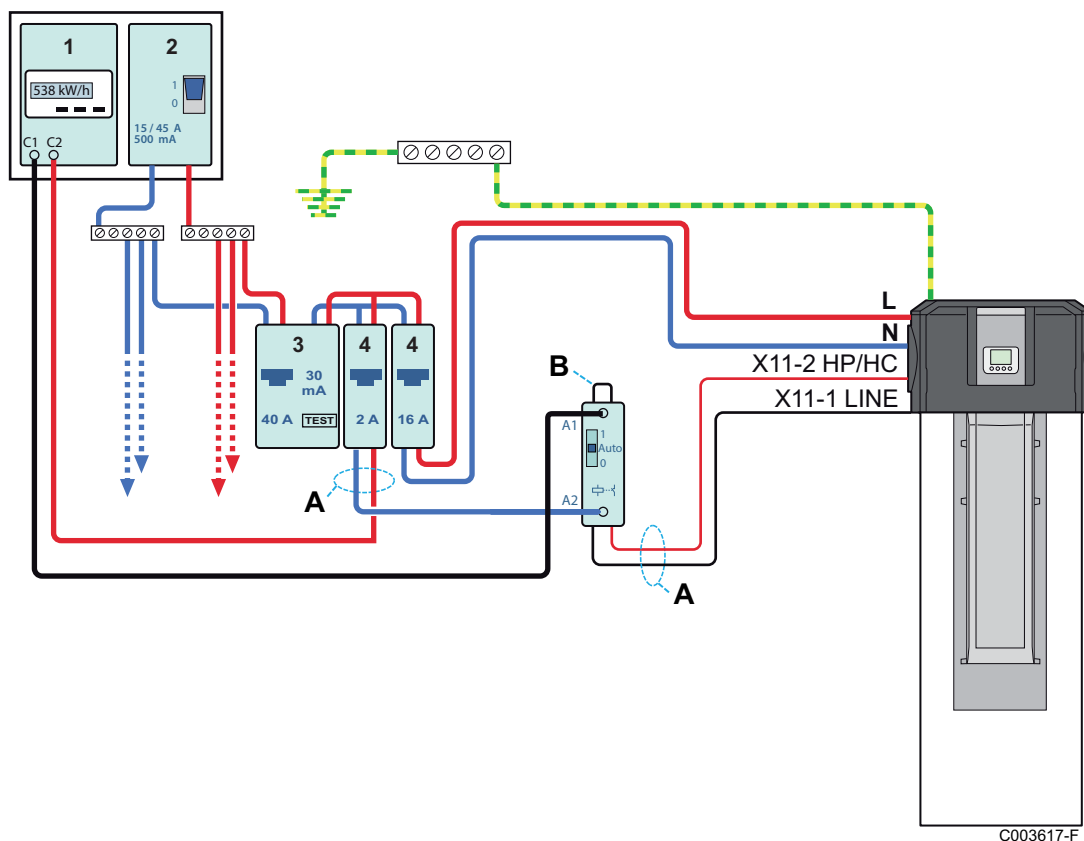 1
2
538 kW/h
1
0
15 / 45 A
500 mA
C1 C2
L
N
X11-2 HP/HC
X11-1 LINE
3
4
4
30
mA
40 A
TEST
2 A
16 A
B
A1
1
Auto
0
A2
A
A
C003617-F